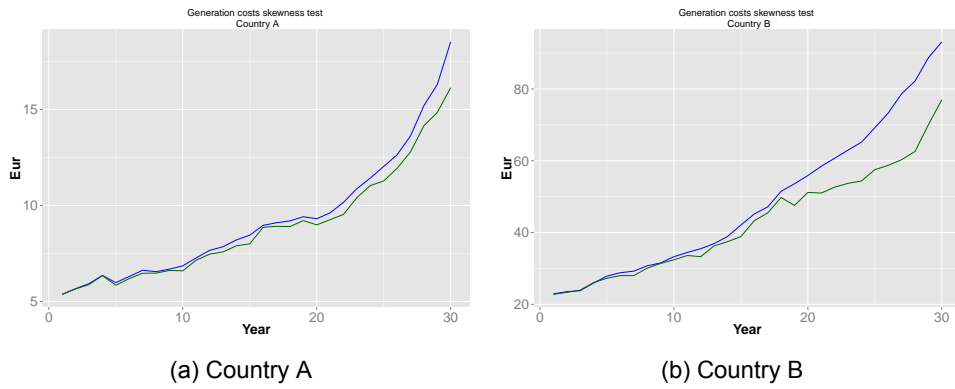 Generation costs skewness test
Country A
15
10
5
Eur
0
10
20
30
Year
(a) Country A
Generation costs skewness test
Country B
80
60
40
20
Eur
0
10
20
30
Year
(b) Country B